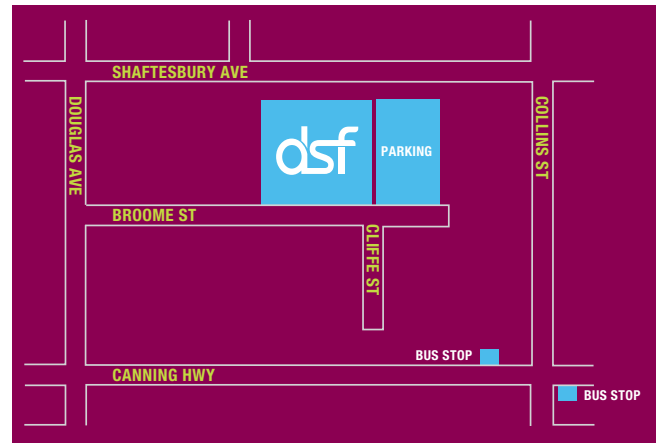 SHAFTESBURY AVE
DOUGLAS AVE
COLLINS ST
dsf
PARKING
BROOME ST
CLIFFE ST
BUS STOP
CANNING HWY
BUS STOP